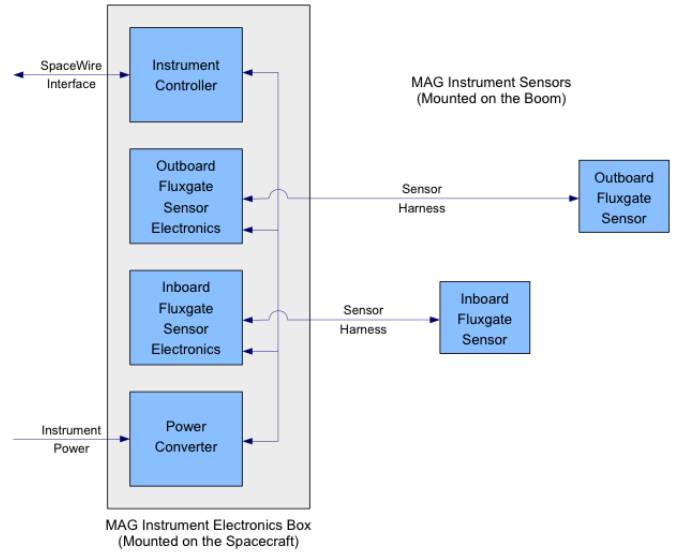 SpaceWire
Interface
Instrument
Controller
MAG Instrument Sensors
(Mounted on the Boom)
Outboard
Fluxgate
Sensor
Electronics
Sensor
Harness
Outboard
Fluxgate
Sensor
Inboard
Fluxgate
Sensor
Electronics
Sensor
Harness
Inboard
Fluxgate
Sensor
Instrument
Power
Power
Converter
MAG Instrument Electronics Box
(Mounted on the Spacecraft)